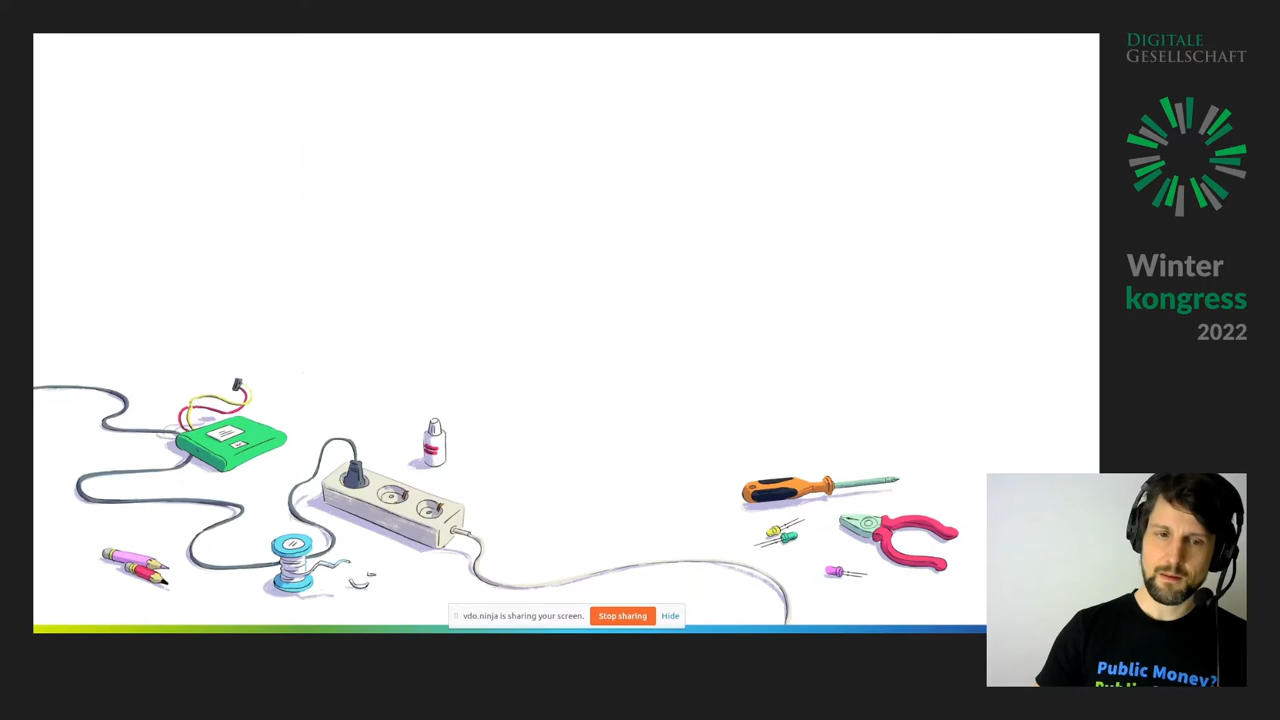 DIGITALE
GESELLSCHAFT
Winter
kongress
2022
vdo.ninja is sharing your screen.
Stop sharing
Hide
Public Money?